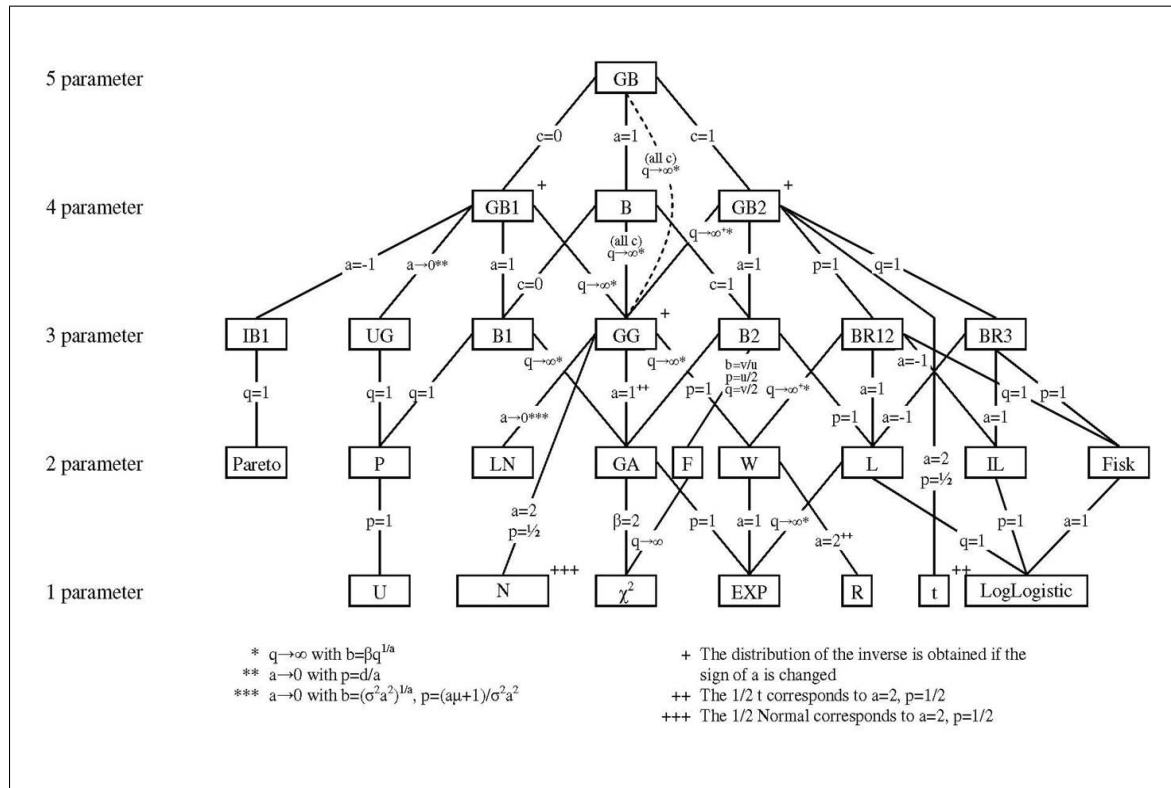 5 parameter
GB
c=0
a=1
c=1
(all c)
q→∞*
4 parameter
GB1
+
B
GB2
+
a=-1
a→0**
a=1
c=0
q→∞*
(all c)
q→∞*
q→∞⁺*
c=1
a=1
p=1
q=1
3 parameter
IB1
UG
B1
GG
+
B2
BR12
BR3
q=1
q=1
q=1
q→∞*
a→0***
a=1⁺⁺
q→∞*
p=1
b=v/u
p=u/2
q=v/2
q→∞⁺*
p=1
a=1
a=-1
a=-1
a=1
q=1
p=1
2 parameter
Pareto
P
LN
GA
F
W
L
IL
Fisk
a=2
p=½
p=1
a=2
p=½
β=2
q→∞
p=1
a=1
q→∞*
a=2⁺⁺
q=1
p=1
a=1
1 parameter
U
N
+++
χ²
EXP
R
t
++
LogLogistic
* q→∞ with b=βq^1/a
** a→0 with p=d/a
*** a→0 with b=(σ²a²)^1/a, p=(aμ+1)/σ²a²
+ The distribution of the inverse is obtained if the
sign of a is changed
++ The 1/2 t corresponds to a=2, p=1/2
+++ The 1/2 Normal corresponds to a=2, p=1/2